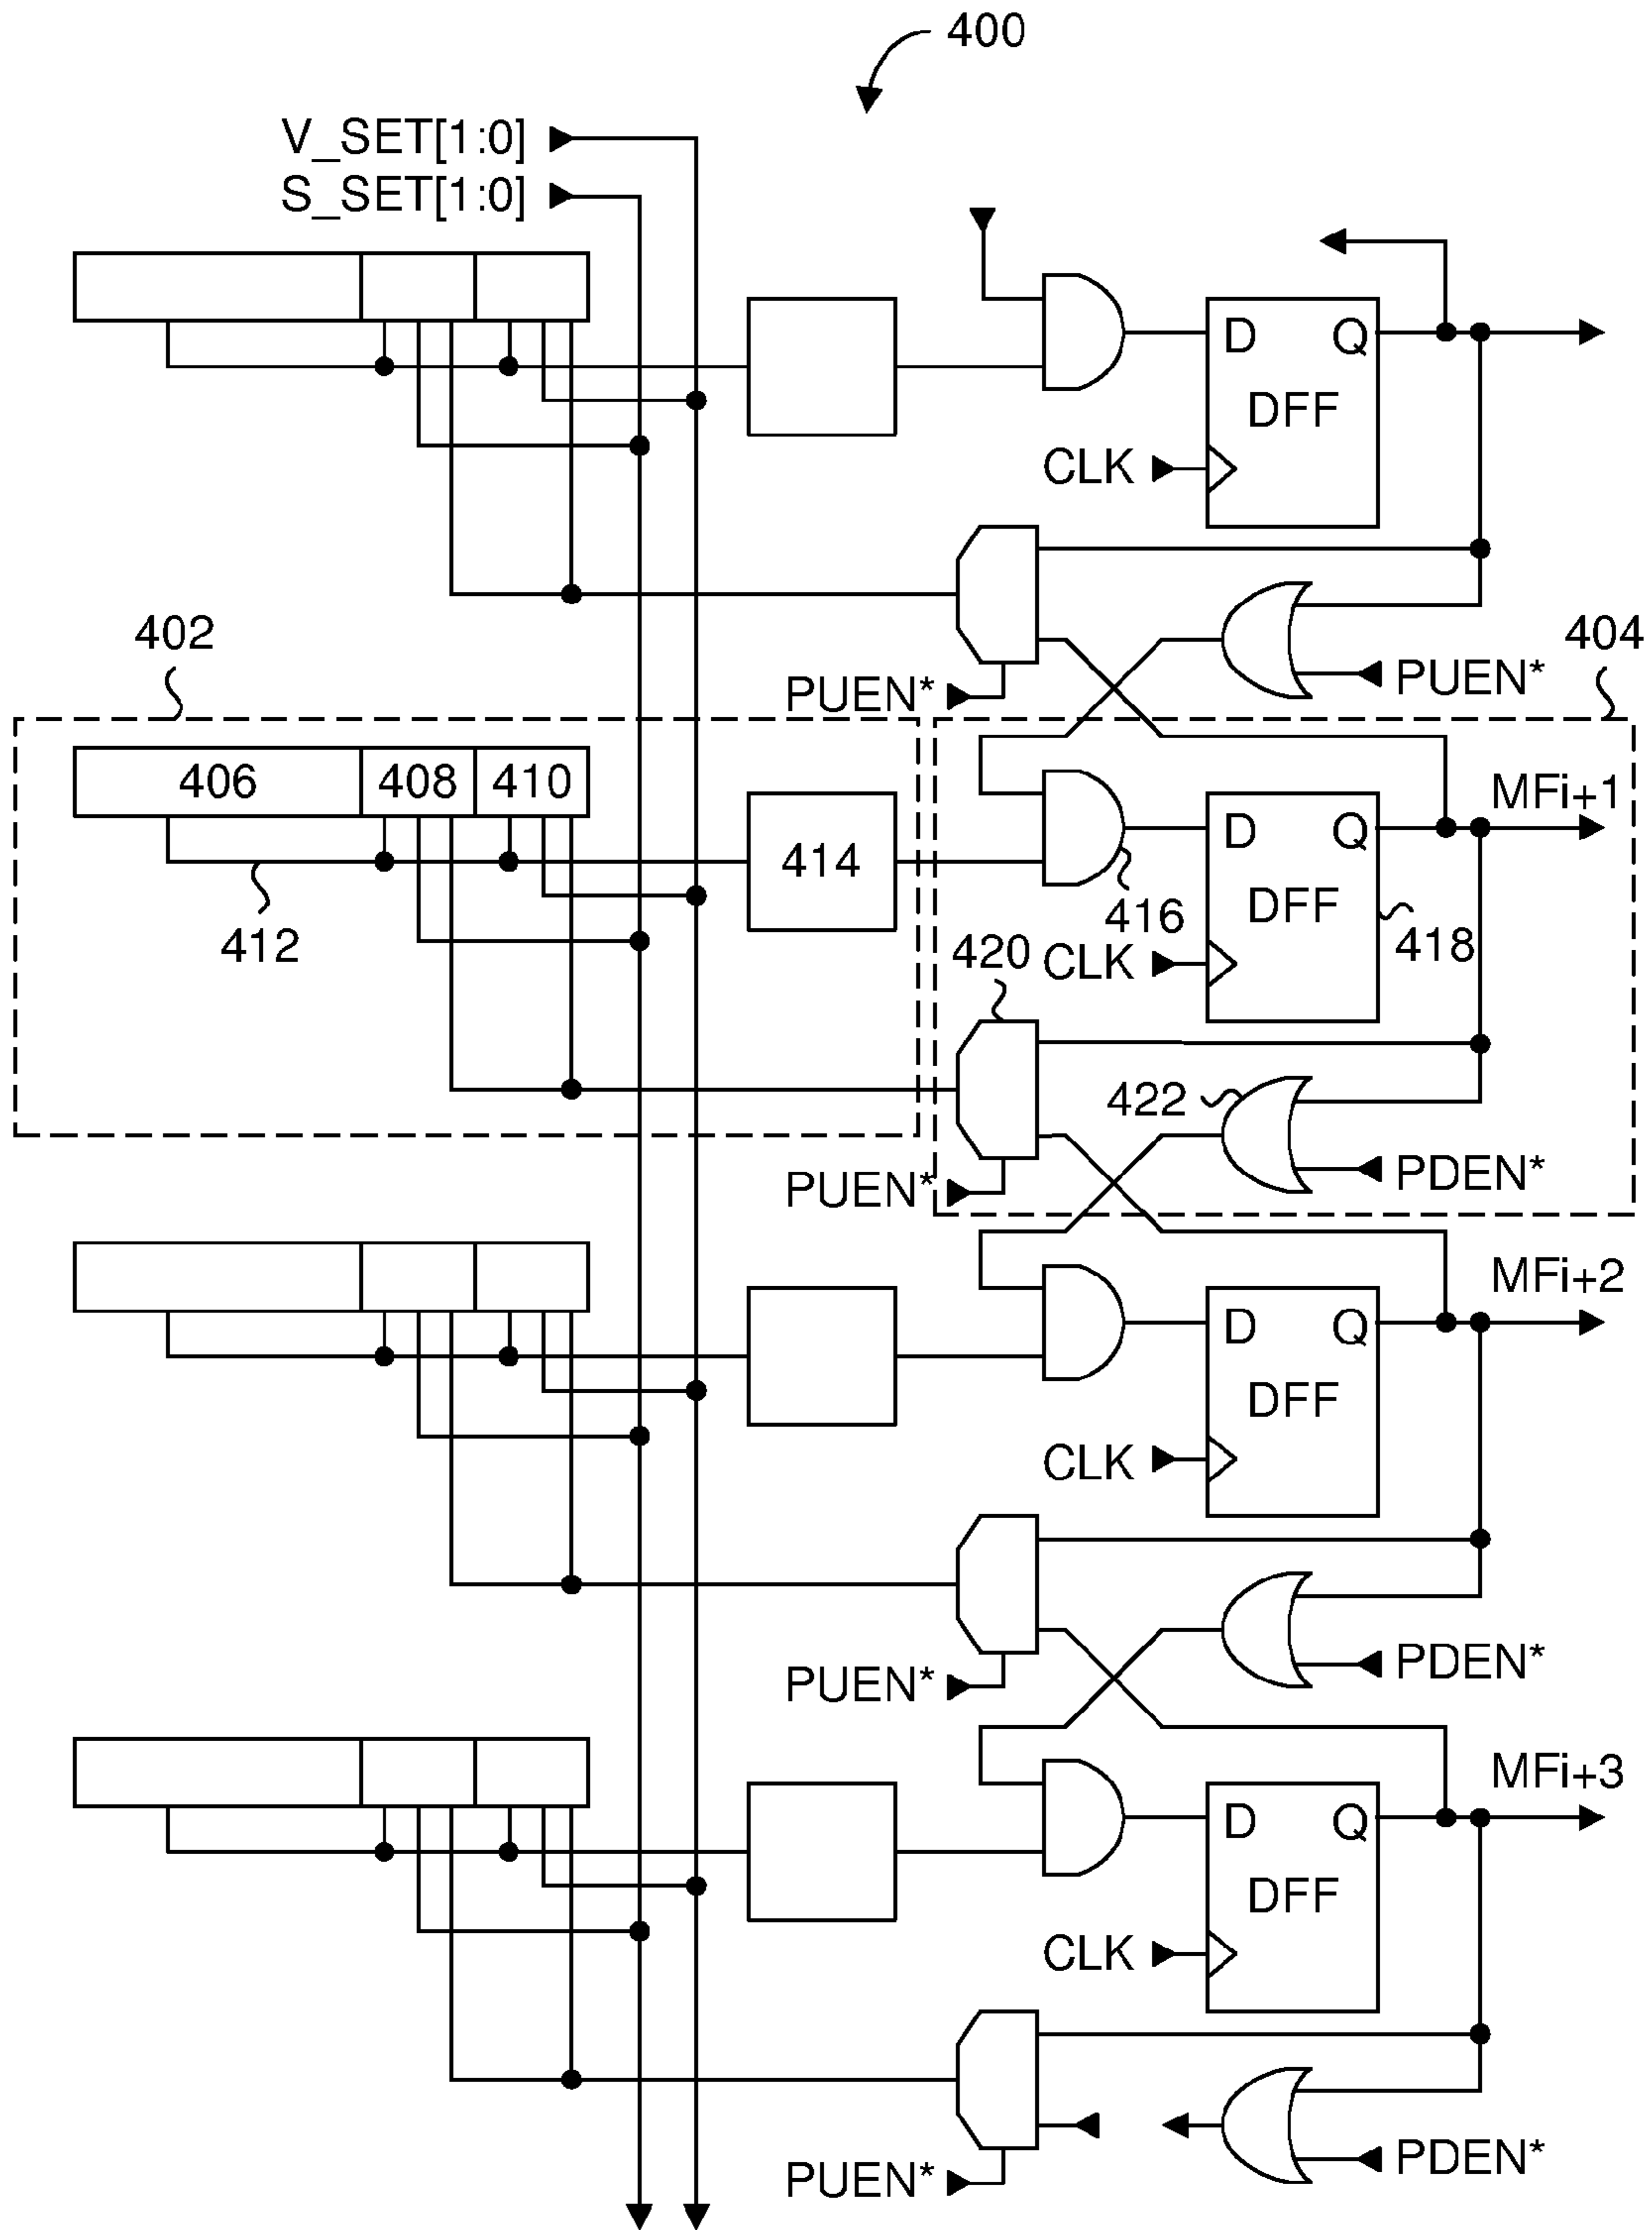 400
V_SET[1:0]
S_SET[1:0]
D Q
DFF
CLK
402
404
PUEN*
PUEN*
406 408 410
MFi+1
414
D Q
416
DFF
412
420
CLK
418
422
PUEN*
PDEN*
MFi+2
D Q
DFF
CLK
PUEN*
PDEN*
MFi+3
D Q
DFF
CLK
PUEN*
PDEN*